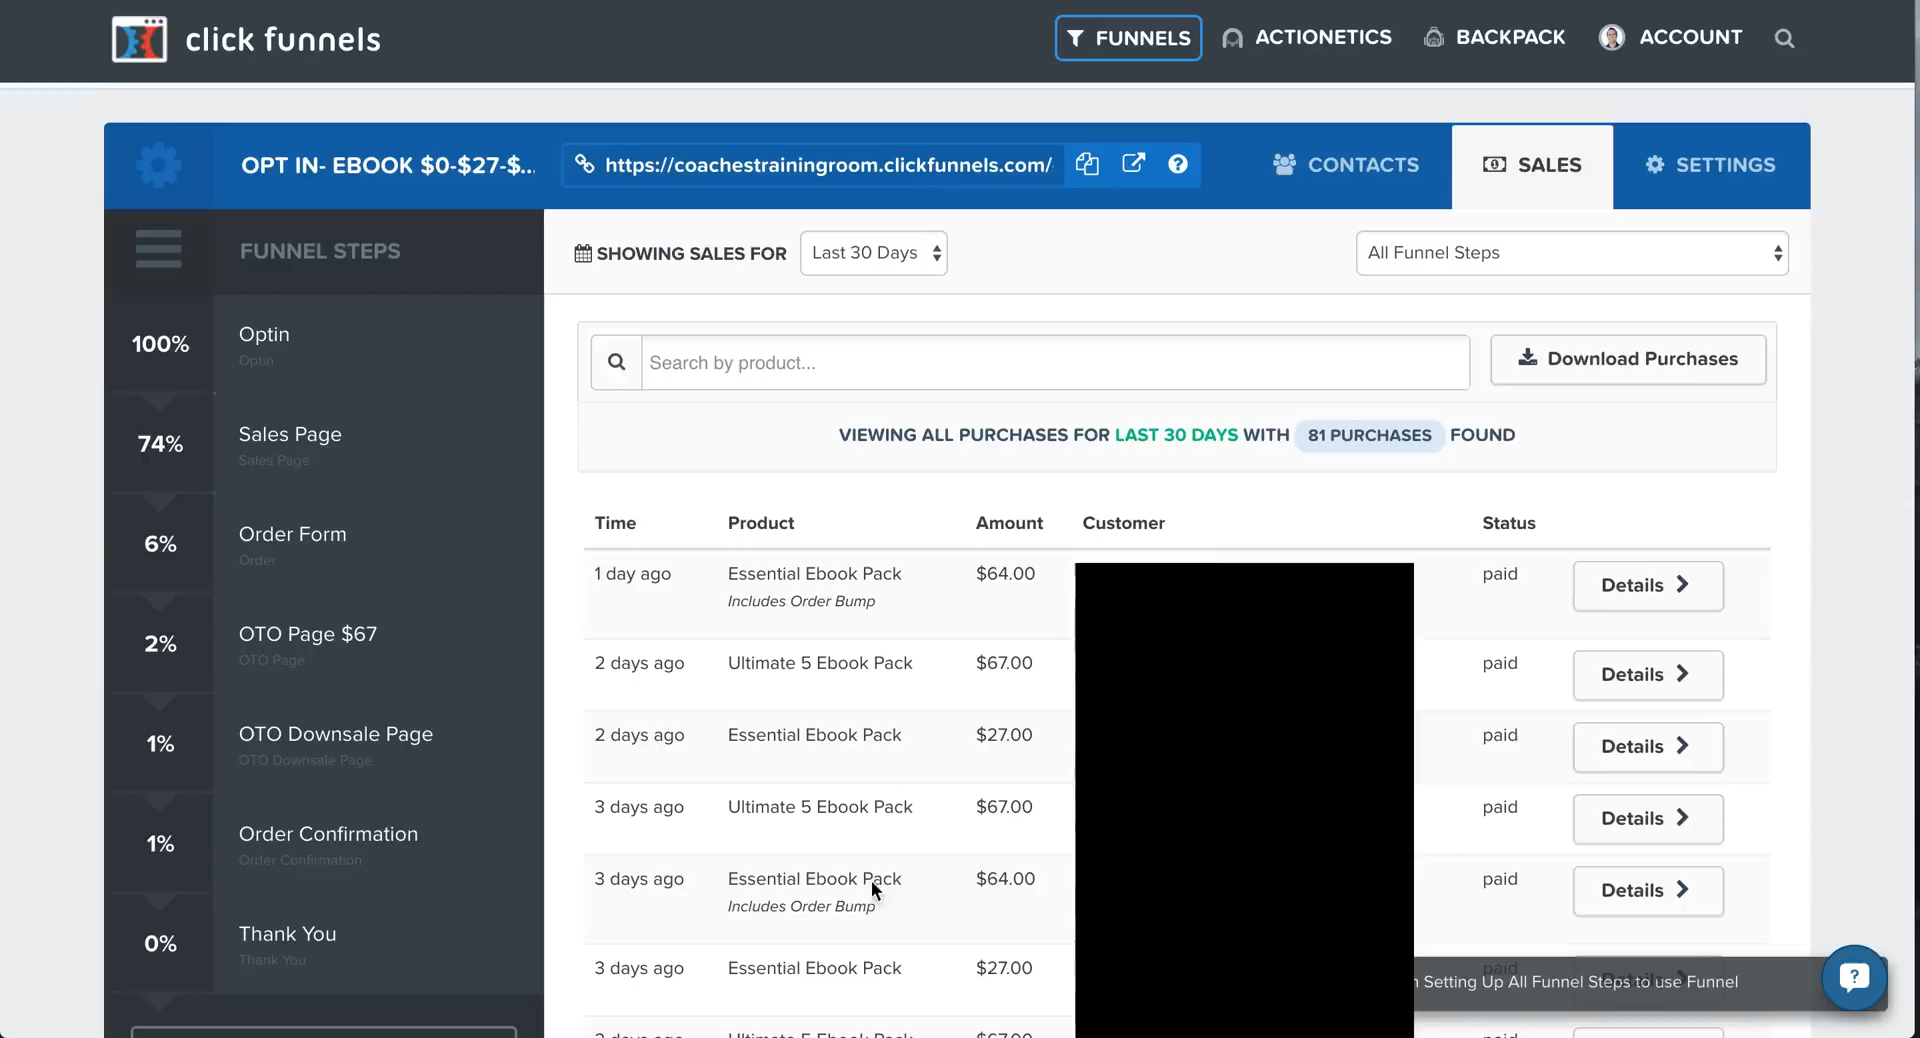 click funnels
FUNNELS
ACTIONETICS
BACKPACK
ACCOUNT
OPT IN- EBOOK $0-$27-$...
https://coachestrainingroom.clickfunnels.com/
CONTACTS
SALES
SETTINGS
FUNNEL STEPS
100%
Optin
Optin
74%
Sales Page
Sales Page
6%
Order Form
Order
2%
OTO Page $67
OTO Page
1%
OTO Downsale Page
OTO Downsale Page
1%
Order Confirmation
Order Confirmation
0%
Thank You
Thank You
SHOWING SALES FOR
Last 30 Days
All Funnel Steps
Search by product...
Download Purchases
VIEWING ALL PURCHASES FOR LAST 30 DAYS WITH 81 PURCHASES FOUND
Time Product Amount Customer Status
1 day ago Essential Ebook Pack $64.00 paid Details
Includes Order Bump
2 days ago Ultimate 5 Ebook Pack $67.00 paid Details
2 days ago Essential Ebook Pack $27.00 paid Details
3 days ago Ultimate 5 Ebook Pack $67.00 paid Details
3 days ago Essential Ebook Pack $64.00 paid Details
Includes Order Bump
3 days ago Essential Ebook Pack $27.00 paid Details
Setting Up All Funnel Steps to use Funnel